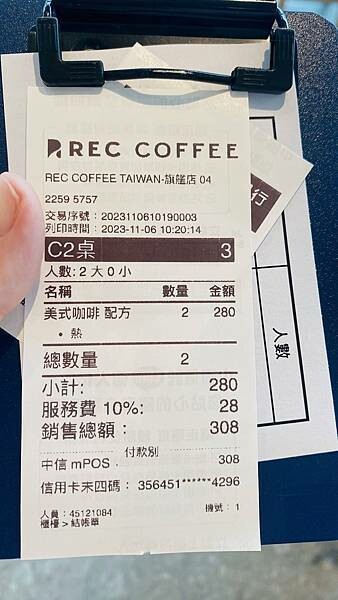 REC COFFEE
REC COFFEE TAIWAN-旗艦店 04
2259 5757
交易序號：2023110610190003
列印時間：2023-11-06 10:20:14
C2桌 3
人數: 2 大 0 小
名稱 數量 金額
美式咖啡 配方 2 280
• 熱
總數量 2
小計: 280
服務費 10%: 28
銷售總額： 308
付款別
中信 mPOS . 308
信用卡末四碼： 356451******4296
人員：45121084 機號：1
櫃檯 > 結帳單
行
人數